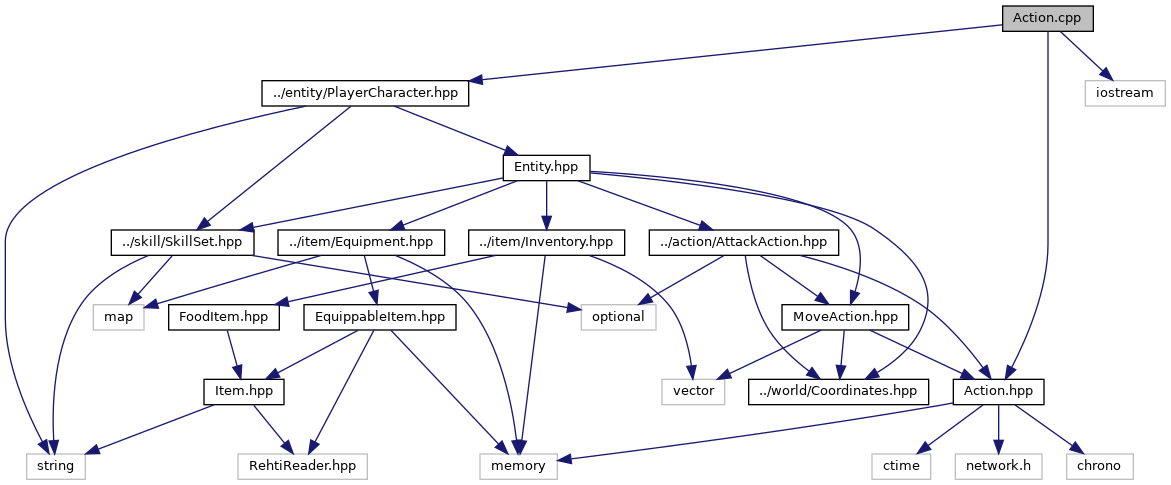 Action.cpp
../entity/PlayerCharacter.hpp
iostream
Entity.hpp
../skill/SkillSet.hpp
../item/Equipment.hpp
../item/Inventory.hpp
../action/AttackAction.hpp
map
FoodItem.hpp
EquippableItem.hpp
optional
MoveAction.hpp
Item.hpp
vector
../world/Coordinates.hpp
Action.hpp
string
RehtiReader.hpp
memory
ctime
network.h
chrono